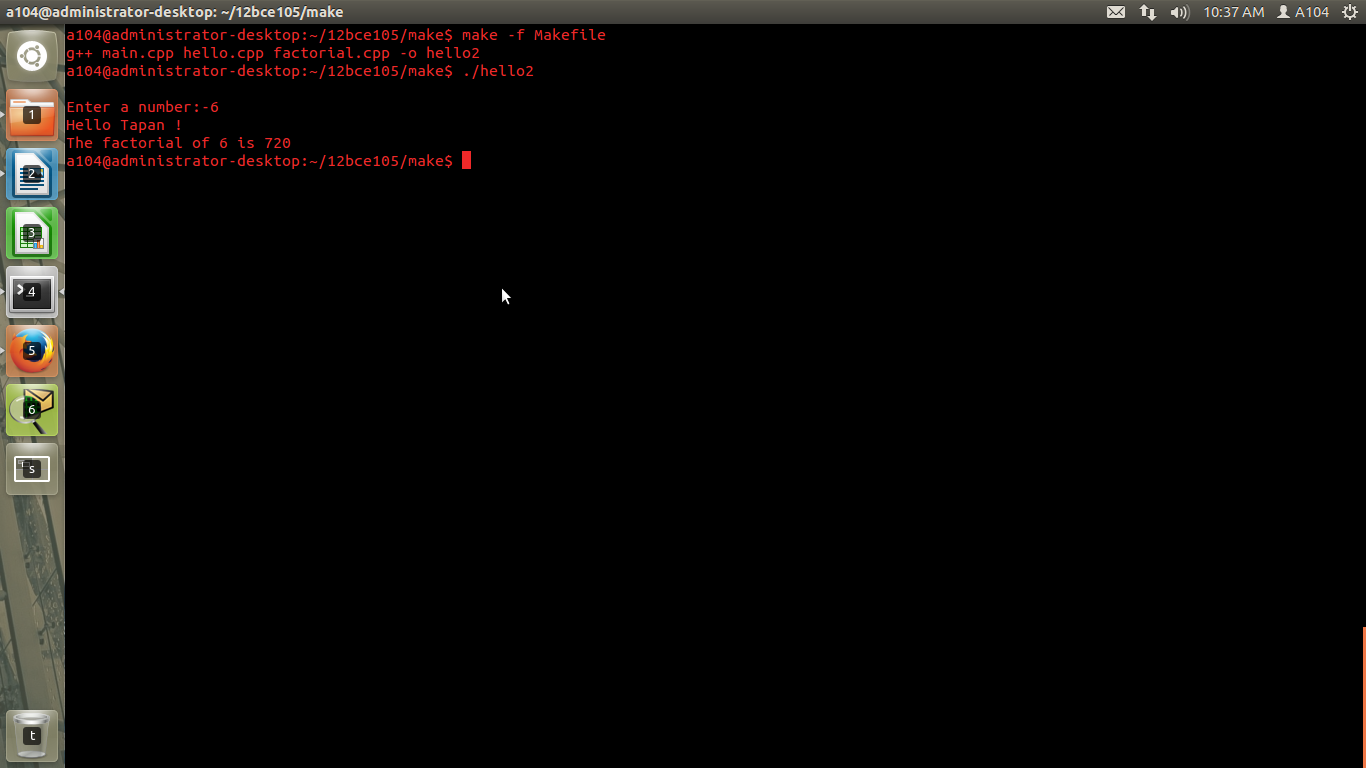 a104@administrator-desktop: ~/12bce105/make
10:37 AM
A104
a104@administrator-desktop:~/12bce105/make$ make -f Makefile
g++ main.cpp hello.cpp factorial.cpp -o hello2
a104@administrator-desktop:~/12bce105/make$ ./hello2
Enter a number:-6
Hello Tapan !
The factorial of 6 is 720
a104@administrator-desktop:~/12bce105/make$
1
2
3
4
5
6
s
t